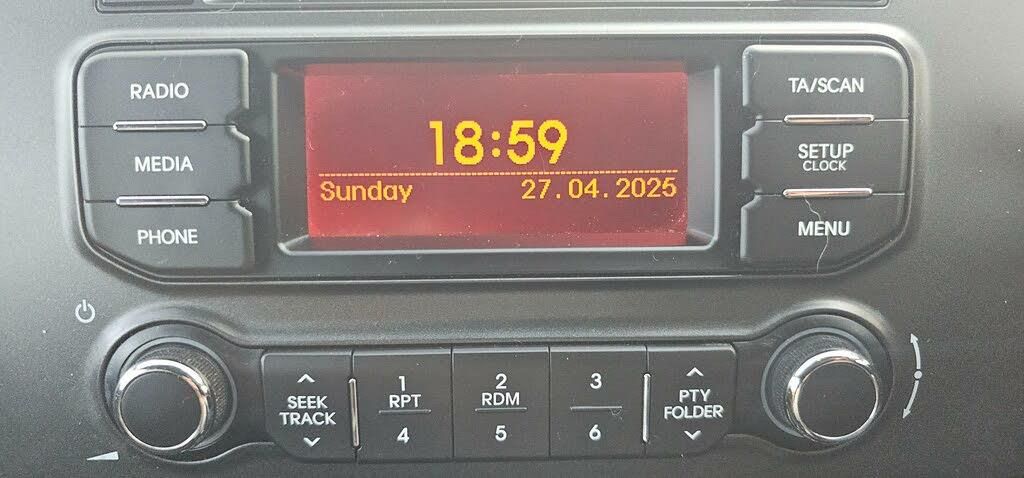 RADIO
MEDIA
PHONE
18:59
Sunday 27.04.2025
TA/SCAN
SETUP
CLOCK
MENU
SEEK
TRACK
1
RPT
4
2
RDM
5
3
6
PTY
FOLDER